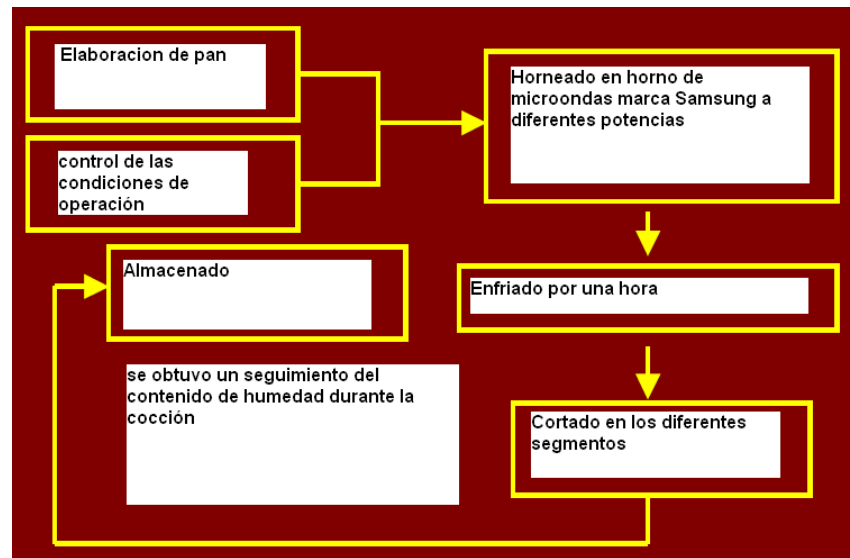 Elaboracion de pan
control de las
condiciones de
operación
Horneado en horno de
microondas marca Samsung a
diferentes potencias
Enfriado por una hora
Cortado en los diferentes
segmentos
Almacenado
se obtuvo un seguimiento del
contenido de humedad durante la
cocción